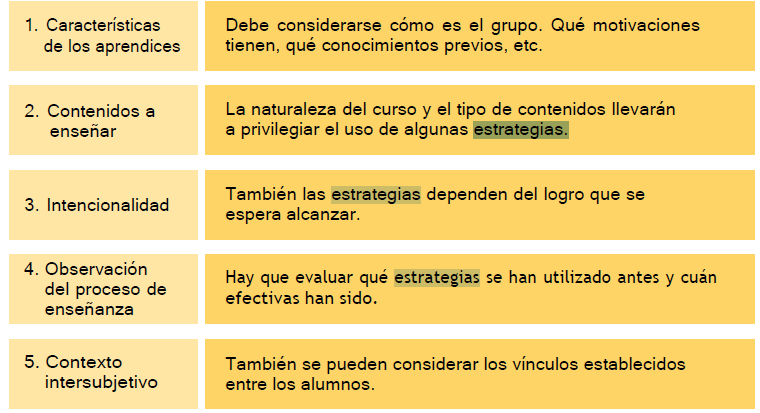 1. Características
de los aprendices
Debe considerarse cómo es el grupo. Qué motivaciones
tienen, qué conocimientos previos, etc.
2. Contenidos a
enseñar
La naturaleza del curso y el tipo de contenidos llevarán
a privilegiar el uso de algunas estrategias.
3. Intencionalidad
También las estrategias dependen del logro que se
espera alcanzar.
4. Observación
del proceso de
enseñanza
Hay que evaluar qué estrategias se han utilizado antes y cuán
efectivas han sido.
5. Contexto
intersubjetivo
También se pueden considerar los vínculos establecidos
entre los alumnos.